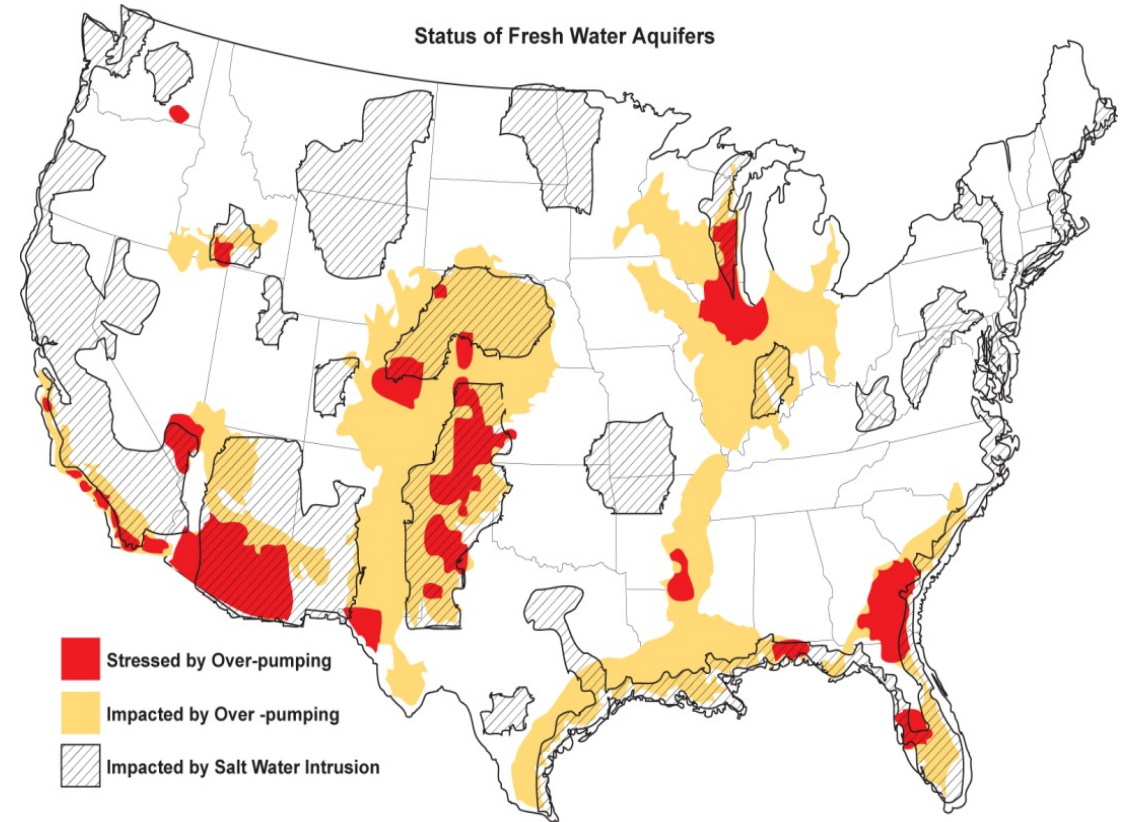 Status of Fresh Water Aquifers
Stressed by Over-pumping
Impacted by Over -pumping
Impacted by Salt Water Intrusion